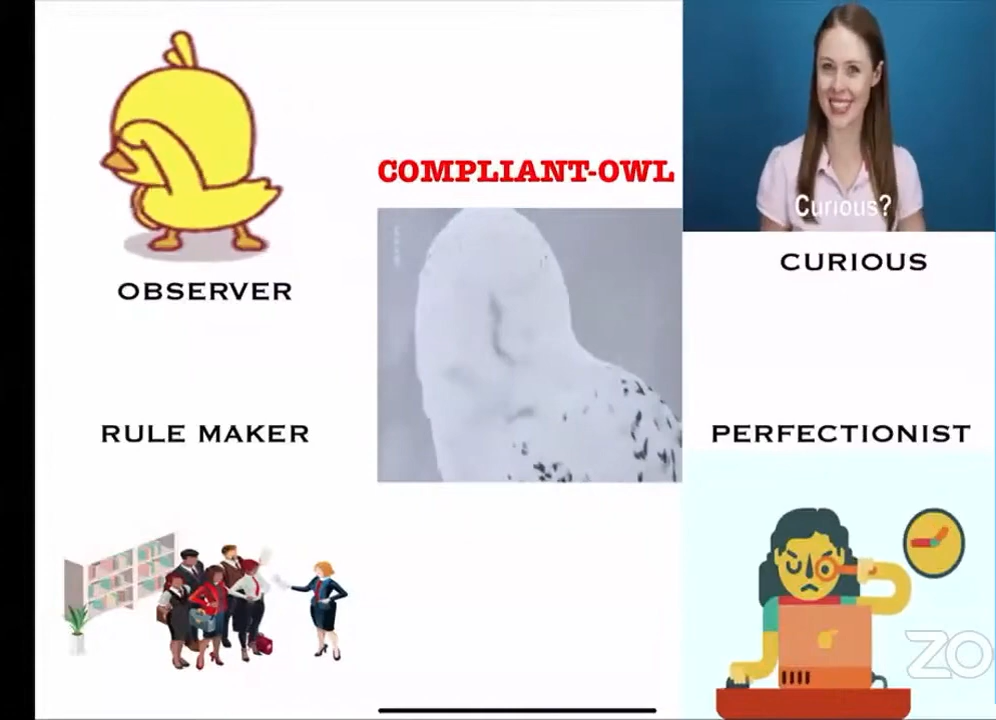 COMPLIANT-OWL
Curious?
OBSERVER
CURIOUS
RULE MAKER
PERFECTIONIST
ZO